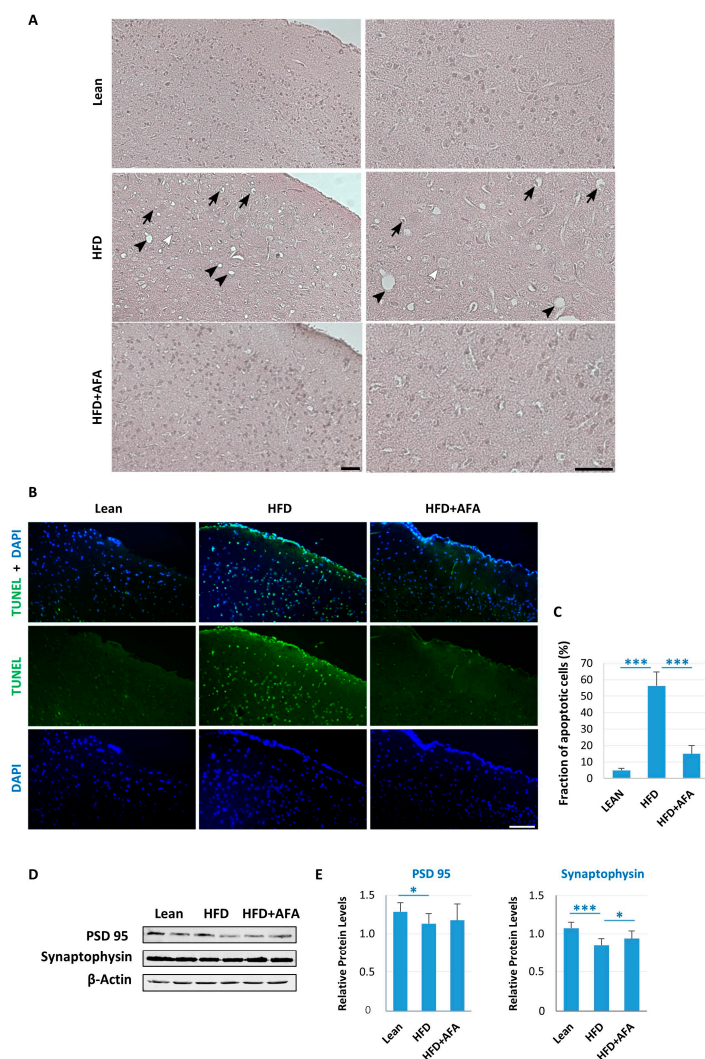 A
Lean
HFD
HFD+AFA
B
Lean HFD HFD+AFA
TUNEL + DAPI
TUNEL
DAPI
C
Fraction of apoptotic cells (%)
*** ***
70
60
50
40
30
20
10
0
LEAN HFD HFD+AFA
D
Lean HFD HFD+AFA
PSD 95
Synaptophysin
β-Actin
E
PSD 95
Relative Protein Levels
*
1.5
1.0
0.5
0
Lean HFD HFD+AFA
Synaptophysin
Relative Protein Levels
*** *
1.5
1.0
0.5
0
Lean HFD HFD+AFA